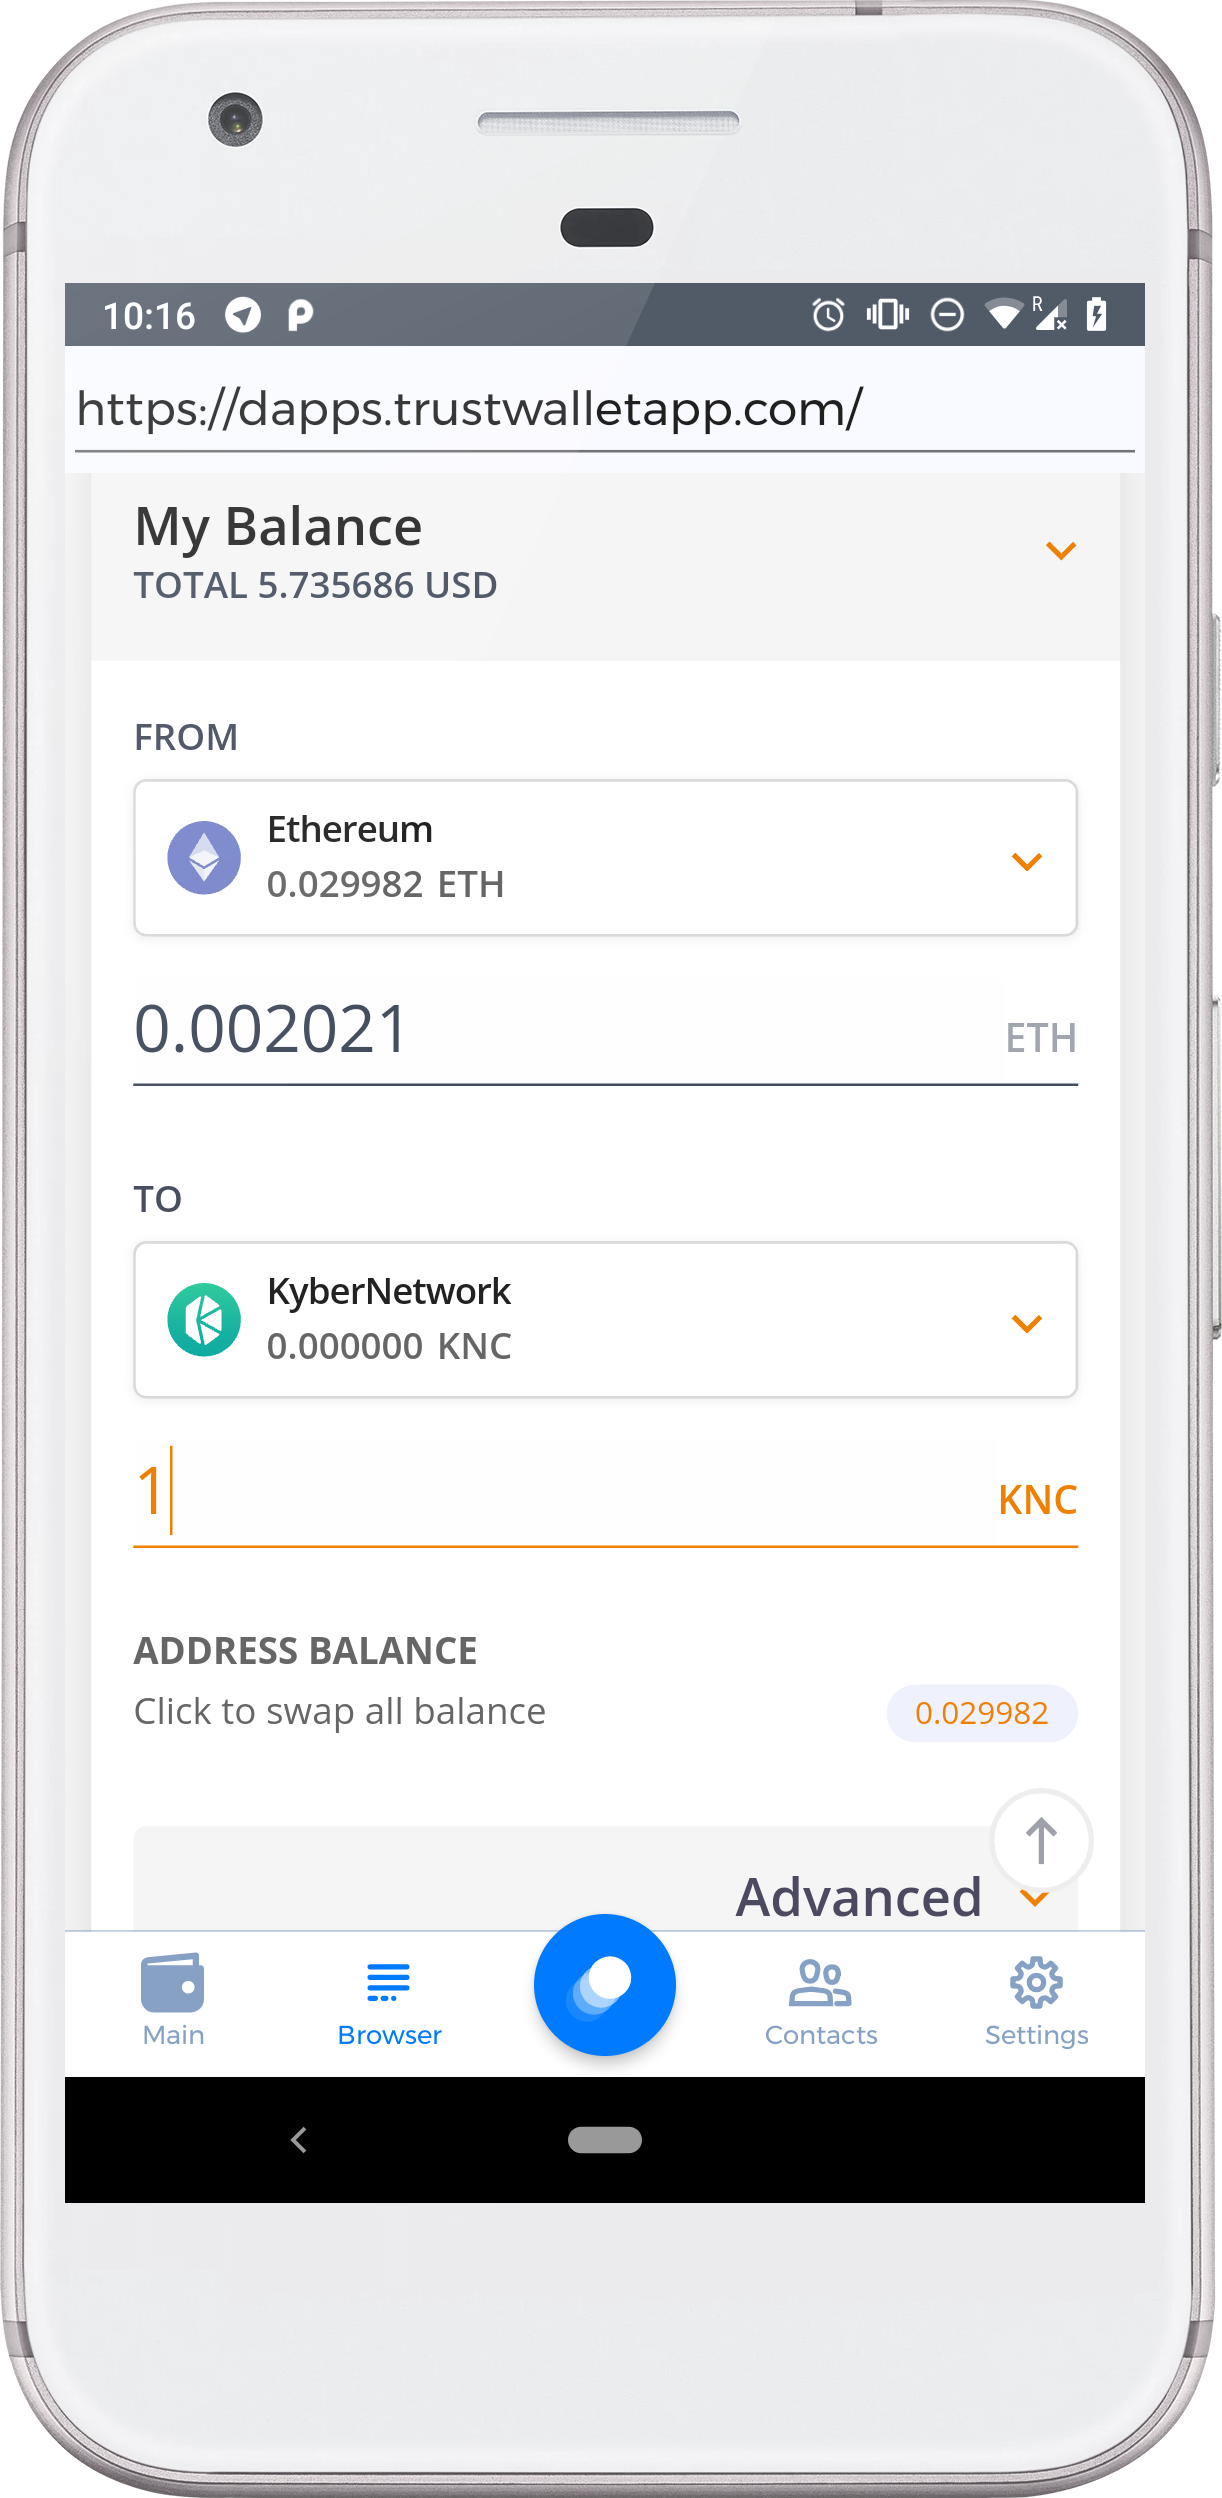 10:16
R
https://dapps.trustwalletapp.com/
My Balance
TOTAL 5.735686 USD
FROM
Ethereum
0.029982 ETH
0.002021 ETH
TO
KyberNetwork
0.000000 KNC
1 KNC
ADDRESS BALANCE
Click to swap all balance 0.029982
Advanced
Main Browser Contacts Settings